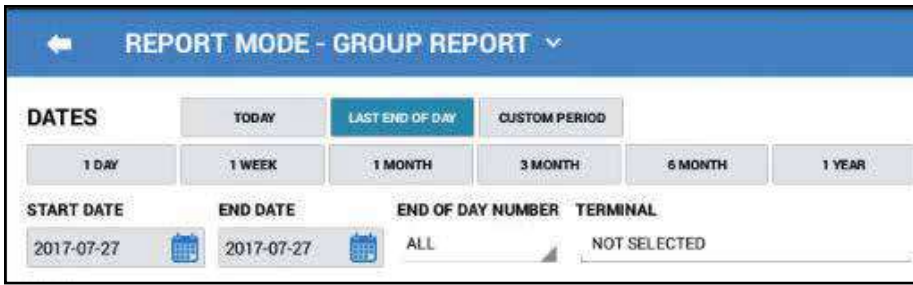 REPORT MODE - GROUP REPORT
DATES TODAY LAST END OF DAY CUSTOM PERIOD
1 DAY 1 WEEK 1 MONTH 3 MONTH 6 MONTH 1 YEAR
START DATE END DATE END OF DAY NUMBER TERMINAL
2017-07-27 2017-07-27 ALL NOT SELECTED